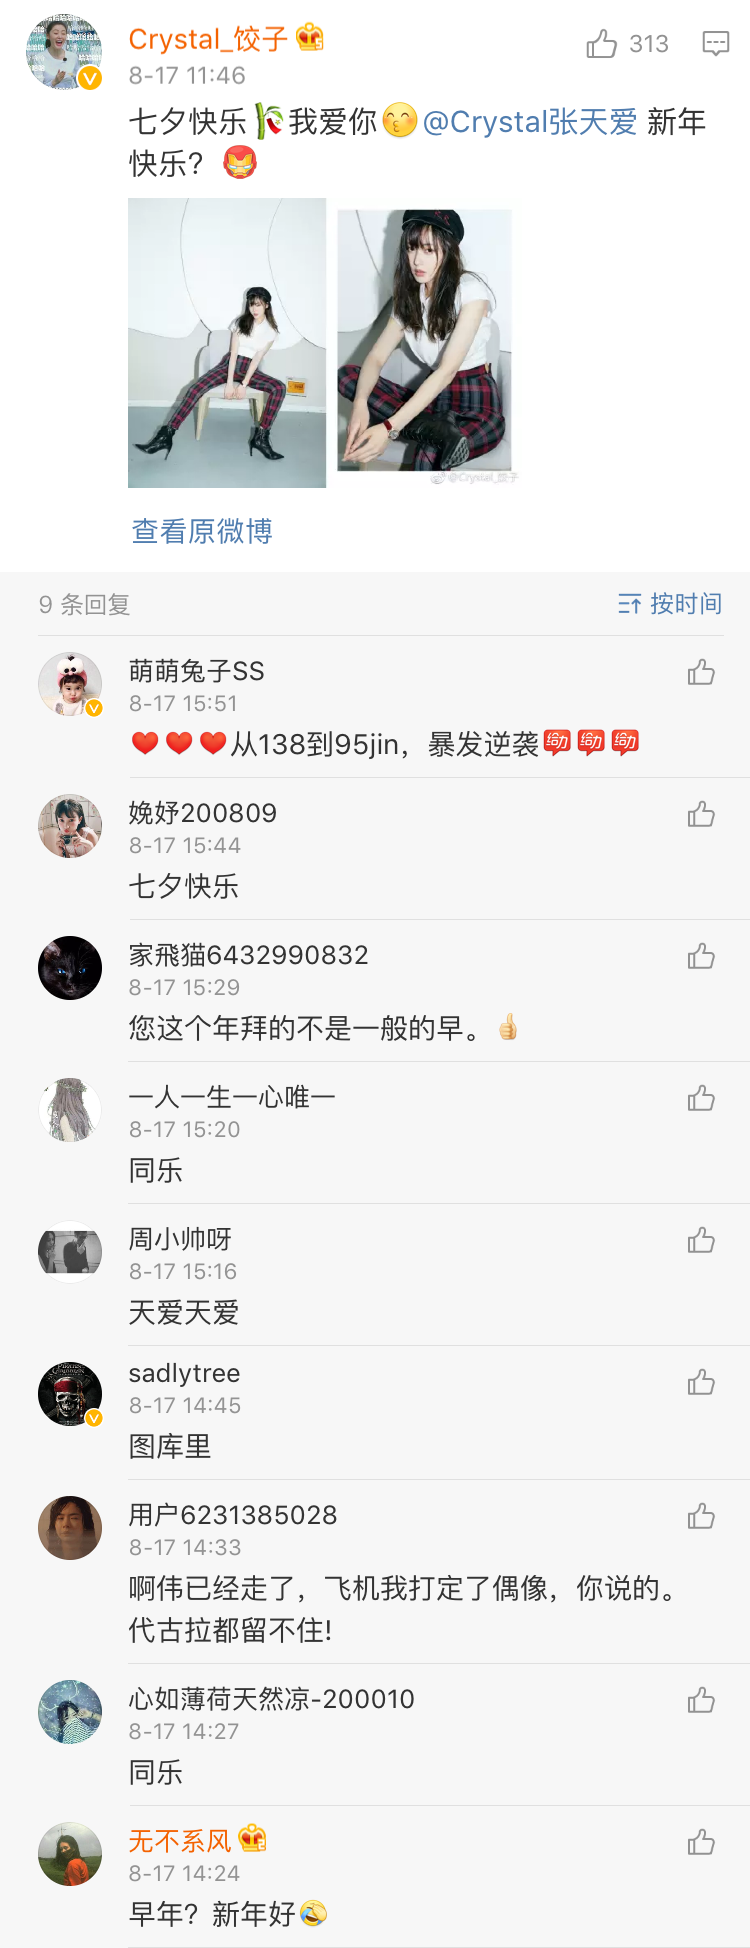 Crystal_饺子
313
8-17 11:46
七夕快乐我爱你@Crystal张天爱 新年
快乐?
@Crystal_饺子
查看原微博
9 条回复
按时间
萌萌兔子SS
8-17 15:51
从138到95jin，暴发逆袭
娩妤200809
8-17 15:44
七夕快乐
家飛猫6432990832
8-17 15:29
您这个年拜的不是一般的早。
一人一生一心唯一
8-17 15:20
同乐
周小帅呀
8-17 15:16
天爱天爱
sadlytree
8-17 14:45
图库里
用户6231385028
8-17 14:33
啊伟已经走了，飞机我打定了偶像，你说的。
代古拉都留不住!
心如薄荷天然凉-200010
8-17 14:27
同乐
无不系风
8-17 14:24
早年？新年好